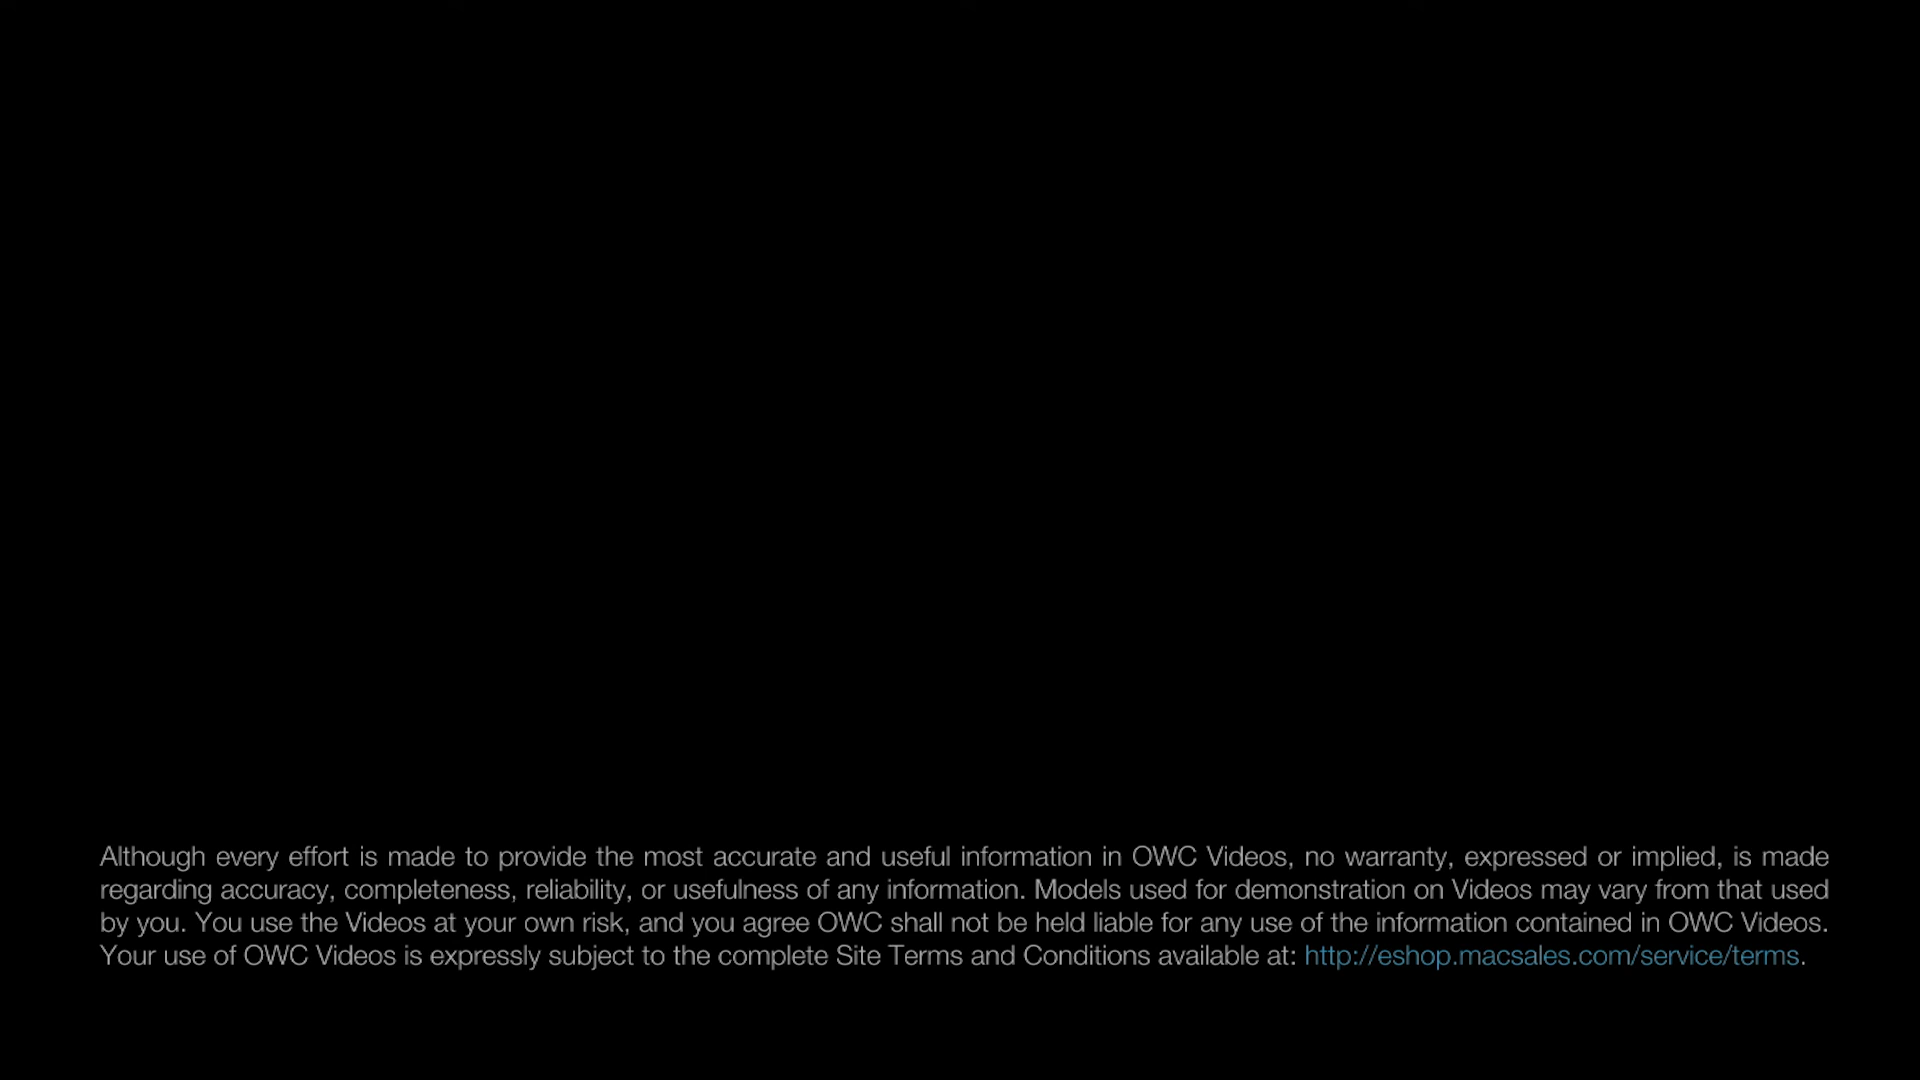 Although every effort is made to provide the most accurate and useful information in OWC Videos, no warranty, expressed or implied, is made
regarding accuracy, completeness, reliability, or usefulness of any information. Models used for demonstration on Videos may vary from that used
by you. You use the Videos at your own risk, and you agree OWC shall not be held liable for any use of the information contained in OWC Videos.
Your use of OWC Videos is expressly subject to the complete Site Terms and Conditions available at: http://eshop.macsales.com/service/terms.